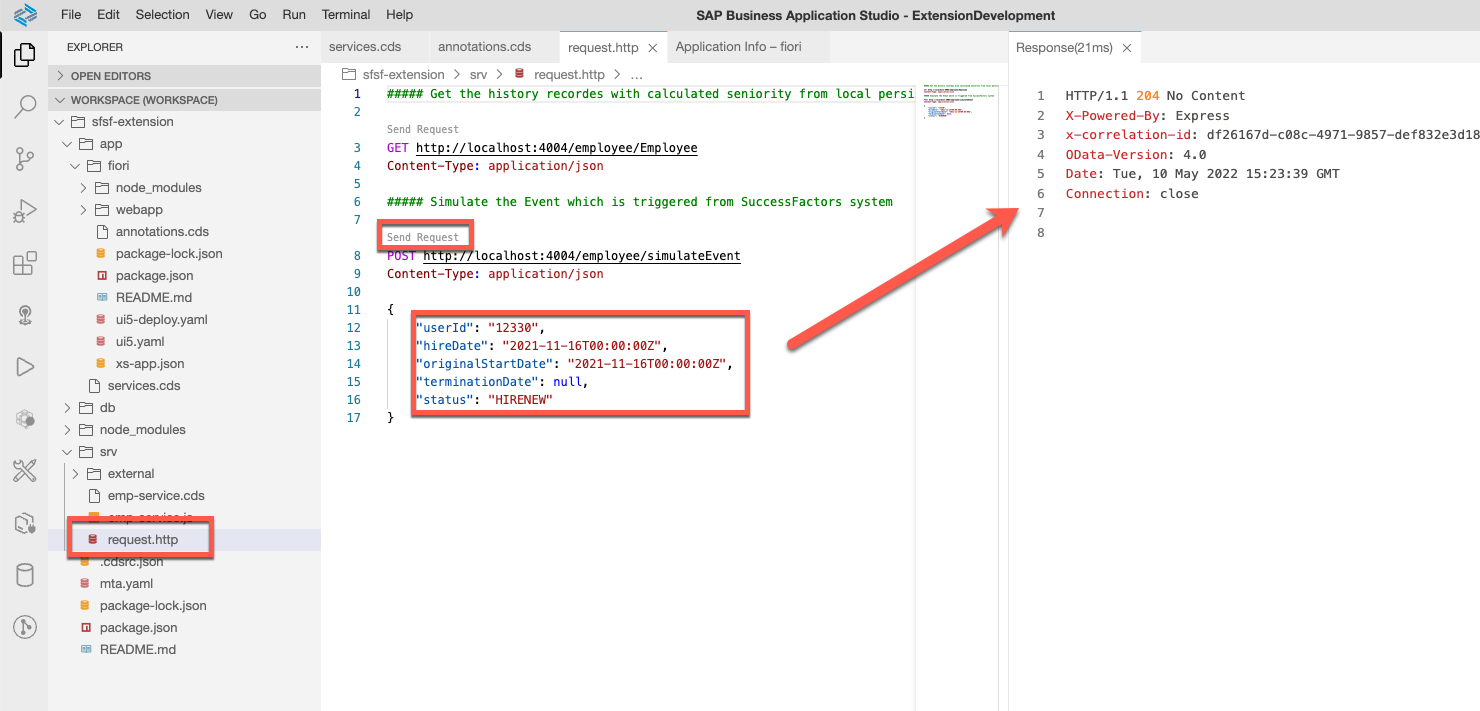 File Edit Selection View Go Run Terminal Help
SAP Business Application Studio - ExtensionDevelopment
EXPLORER
OPEN EDITORS
WORKSPACE (WORKSPACE)
sfsf-extension
app
fiori
node_modules
webapp
annotations.cds
package-lock.json
package.json
README.md
ui5-deploy.yaml
ui5.yaml
xs-app.json
services.cds
db
node_modules
srv
external
emp-service.cds
emp-service.js
request.http
.cdsrc.json
mta.yaml
package-lock.json
package.json
README.md
services.cds annotations.cds request.http Application Info – fiori
sfsf-extension > srv > request.http > ...
1 ##### Get the history recordes with calculated seniority from local persi
2
Send Request
3 GET http://localhost:4004/employee/Employee
4 Content-Type: application/json
5
6 ##### Simulate the Event which is triggered from SuccessFactors system
7
Send Request
8 POST http://localhost:4004/employee/simulateEvent
9 Content-Type: application/json
10
11 {
12 "userId": "12330",
13 "hireDate": "2021-11-16T00:00:00Z",
14 "originalStartDate": "2021-11-16T00:00:00Z",
15 "terminationDate": null,
16 "status": "HIRENEW"
17 }
Response(21ms)
1 HTTP/1.1 204 No Content
2 X-Powered-By: Express
3 x-correlation-id: df26167d-c08c-4971-9857-def832e3d18
4 OData-Version: 4.0
5 Date: Tue, 10 May 2022 15:23:39 GMT
6 Connection: close
7
8